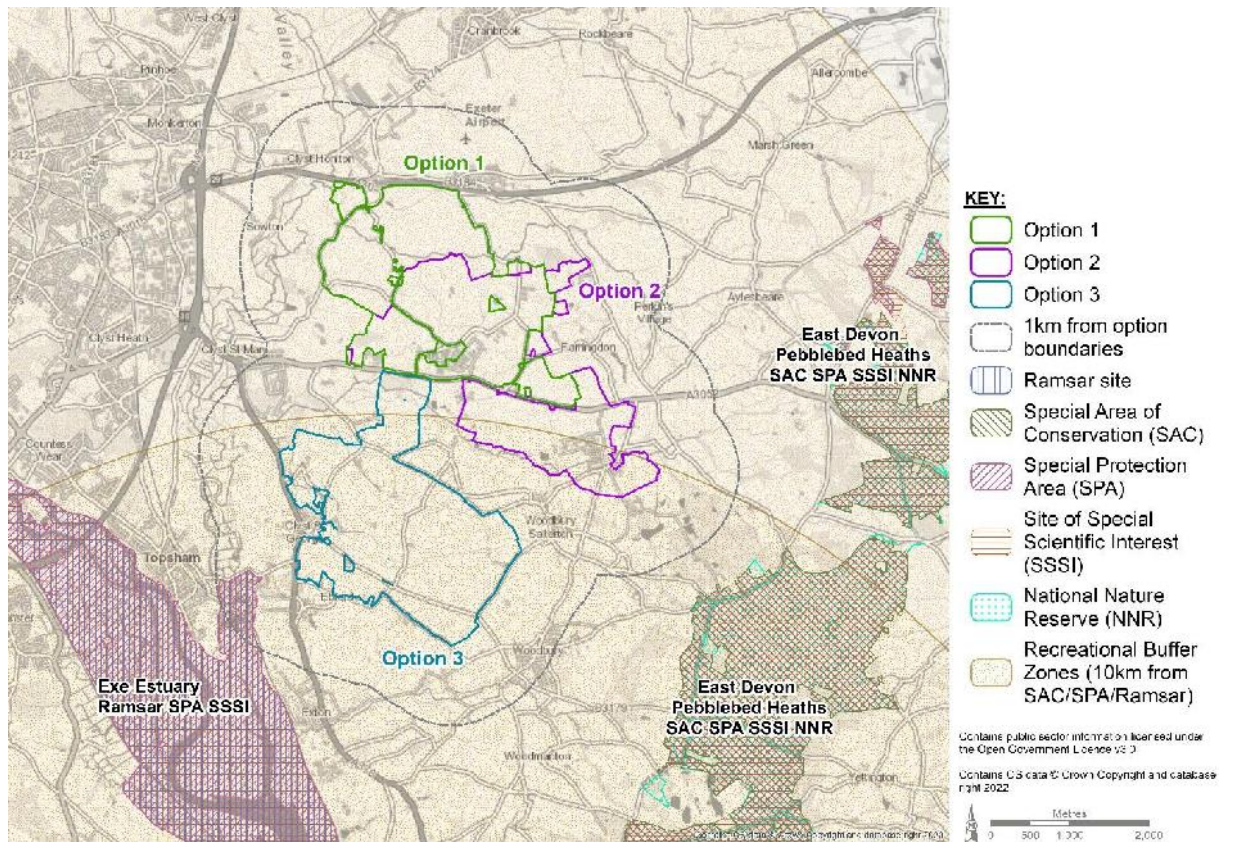 West Clyst
Valley
Cranbrook
Rockbeare
Pinhoe
B3174
Allercombe
Exeter
Airport
Monkerton
Clyst Honiton
Option 1
Marsh Green
Sowton
Option 2
Perkin's
Village
Aylesbeare
Clyst Heath
Clyst St Mary
Farringdon
East Devon
Pebblebed Heaths
SAC SPA SSSI NNR
A3052
Countess
Wear
Woodbury
Salterton
Topsham
Option 3
Woodbury
Exe Estuary
Ramsar SPA SSSI
Exton
East Devon
Pebblebed Heaths
SAC SPA SSSI NNR
B3179
Woodmanton
Yettington
KEY:
Option 1
Option 2
Option 3
1km from option
boundaries
Ramsar site
Special Area of
Conservation (SAC)
Special Protection
Area (SPA)
Site of Special
Scientific Interest
(SSSI)
National Nature
Reserve (NNR)
Recreational Buffer
Zones (10km from
SAC/SPA/Ramsar)
Contains public sector information licensed under
the Open Government Licence v3.0
Contains OS data © Crown Copyright and database
right 2022
Metres
0 500 1,000 2,000